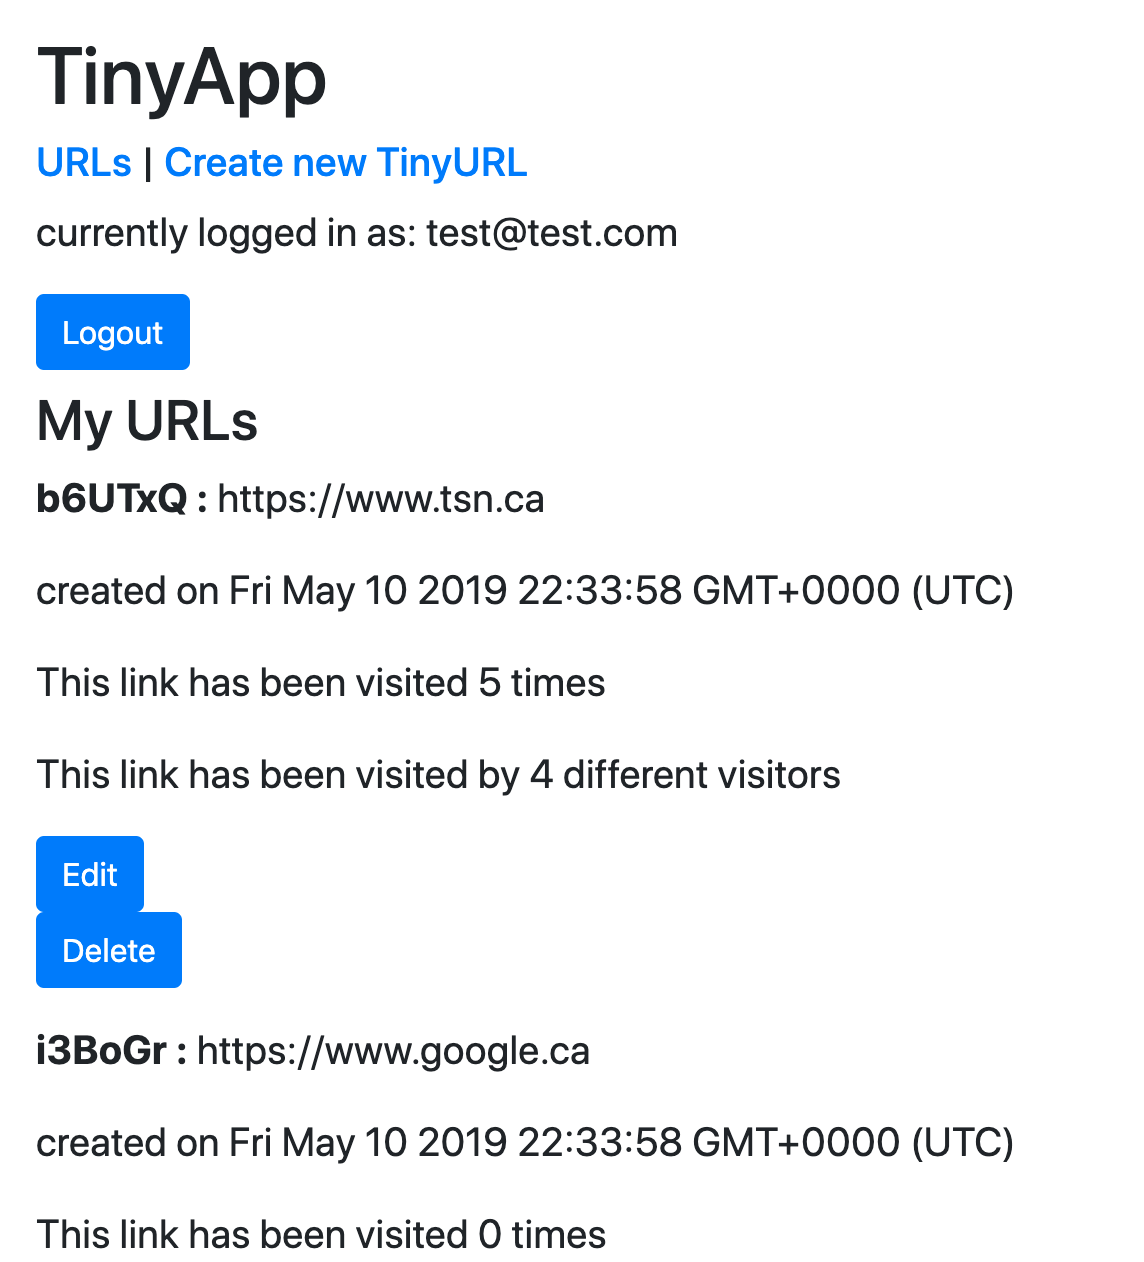 TinyApp
URLs | Create new TinyURL
currently logged in as: test@test.com
Logout
My URLs
b6UTxQ : https://www.tsn.ca
created on Fri May 10 2019 22:33:58 GMT+0000 (UTC)
This link has been visited 5 times
This link has been visited by 4 different visitors
Edit
Delete
i3BoGr : https://www.google.ca
created on Fri May 10 2019 22:33:58 GMT+0000 (UTC)
This link has been visited 0 times